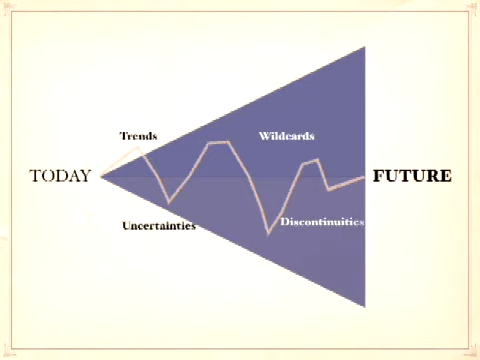 Trends
Wildcards
TODAY
FUTURE
Uncertainties
Discontinuities